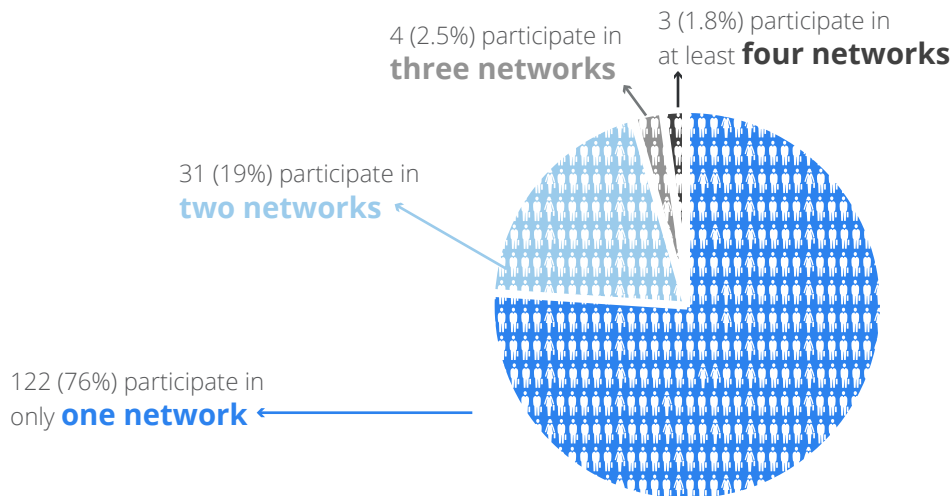 3 (1.8%) participate in
at least four networks
4 (2.5%) participate in
three networks
31 (19%) participate in
two networks
122 (76%) participate in
only one network